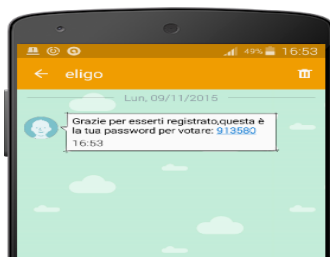 49% 16:53
eligo
Lun, 09/11/2015
Grazie per esserti registrato,questa è
la tua password per votare: 913580
16:53